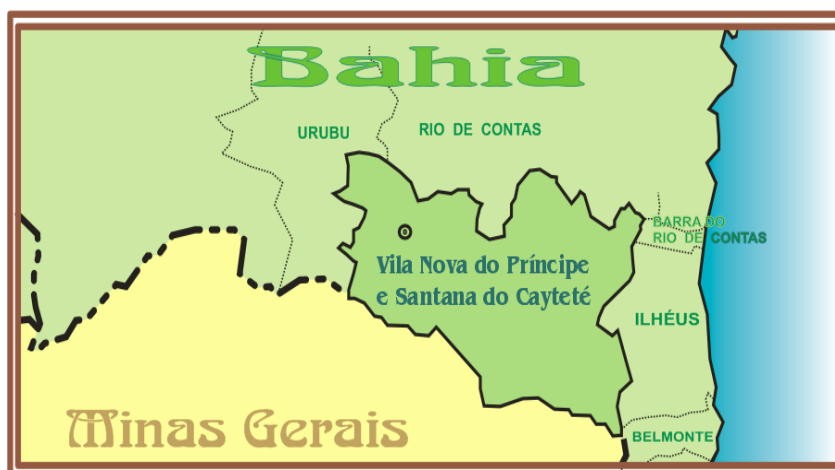 Bahia
URUBU
RIO DE CONTAS
BARRA DO
RIO DE CONTAS
Vila Nova do Príncipe
e Santana do Cayteté
ILHÉUS
Minas Gerais
BELMONTE